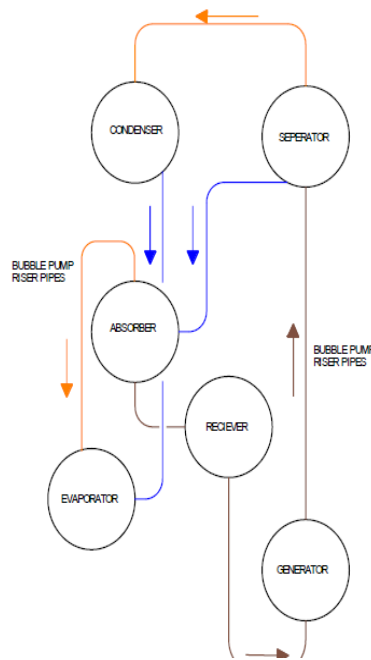 CONDENSER
SEPERATOR
BUBBLE PUMP
RISER PIPES
ABSORBER
BUBBLE PUMP
RISER PIPES
RECIEVER
EVAPORATOR
GENERATOR